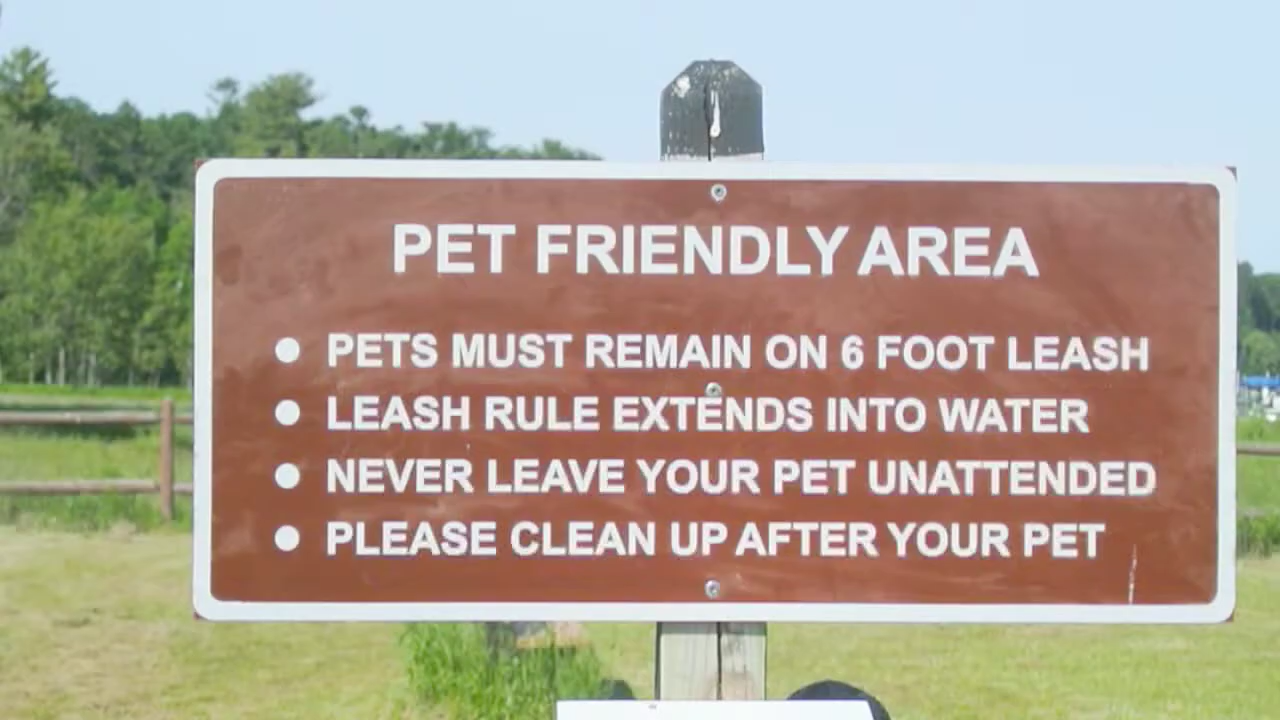 PET FRIENDLY AREA
● PETS MUST REMAIN ON 6 FOOT LEASH
● LEASH RULE EXTENDS INTO WATER
● NEVER LEAVE YOUR PET UNATTENDED
● PLEASE CLEAN UP AFTER YOUR PET